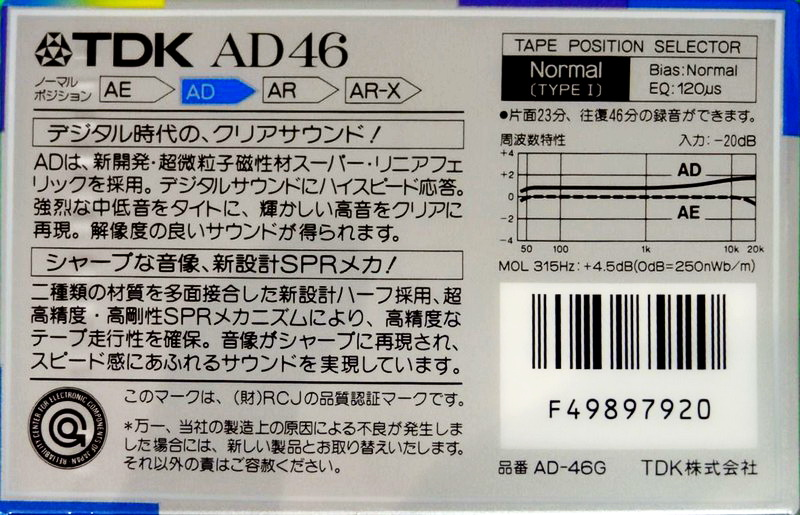 TDK AD46
ノーマル
ポジション
AE AD AR AR-X
デジタル時代の、クリアサウンド!
ADは、新開発・超微粒子磁性材スーパー・リニアフェ
リックを採用。デジタルサウンドにハイスピード応答。
強烈な中低音をタイトに、輝かしい高音をクリアに
再現。解像度の良いサウンドが得られます。
シャープな音像、新設計SPRメカ!
二種類の材質を多面接合した新設計ハーフ採用、超
高精度・高剛性SPRメカニズムにより、高精度な
テープ走行性を確保。音像がシャープに再現され、
スピード感にあふれるサウンドを実現しています。
RELIABILITY CENTER FOR ELECTRONIC COMPONENTS OF JAPAN
このマークは、(財)RCJの品質認証マークです。
*万一、当社の製造上の原因による不良が発生しま
した場合には、新しい製品とお取り替えいたします。
それ以外の責はご容赦ください。
TAPE POSITION SELECTOR
Normal
(TYPE I)
Bias:Normal
EQ:120μs
●片面23分、往復46分の録音ができます。
周波数特性 入力:-20dB
+4
+2
0
-2
-4
AD
AE
50 100 1k 10k 20k
MOL 315Hz:+4.5dB(0dB=250nWb/m)
F49897920
品番 AD-46G TDK株式会社